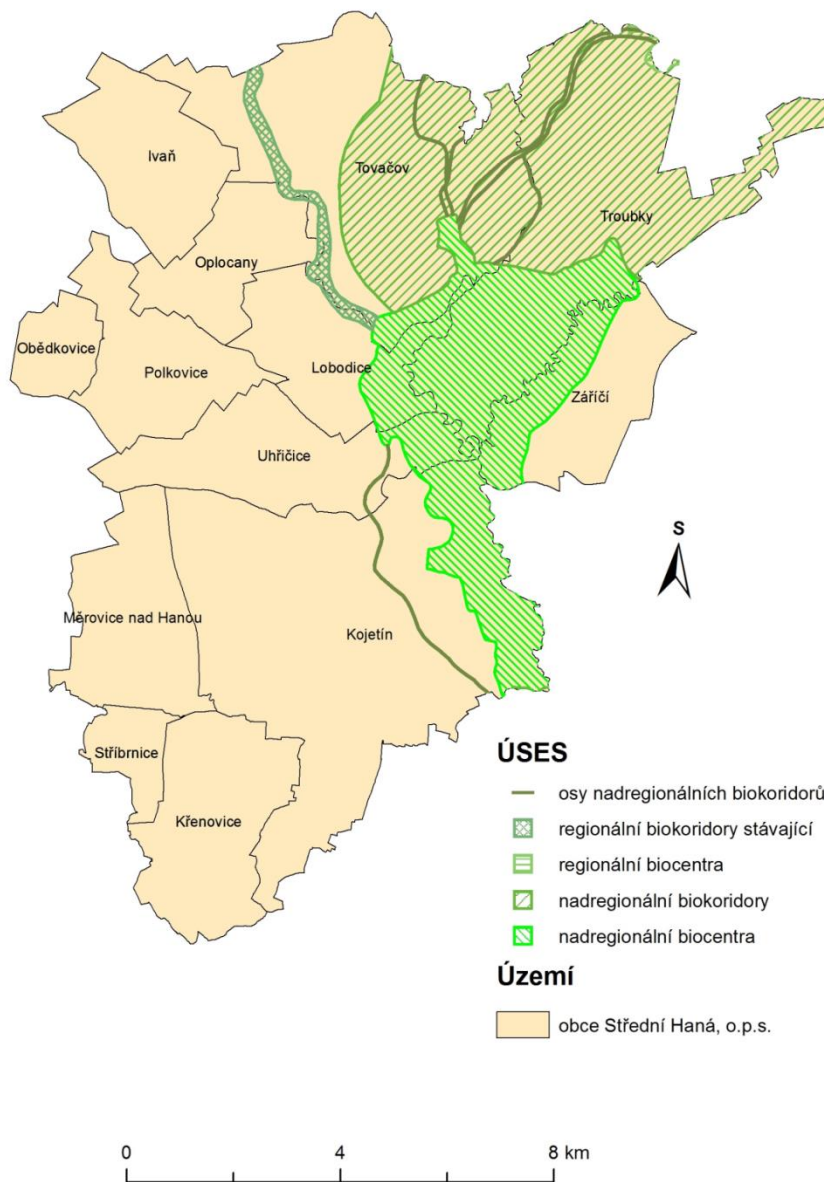 Ivaň
Tovačov
Troubky
Oplocany
Obědkovice
Polkovice
Lobodice
Záříčí
Uhřičice
S
Měrovice nad Hanou
Kojetín
Stříbrnice
Křenovice
ÚSES
osy nadregionálních biokoridorů
regionální biokoridory stávající
regionální biocentra
nadregionální biokoridory
nadregionální biocentra
Území
obce Střední Haná, o.p.s.
0 4 8 km